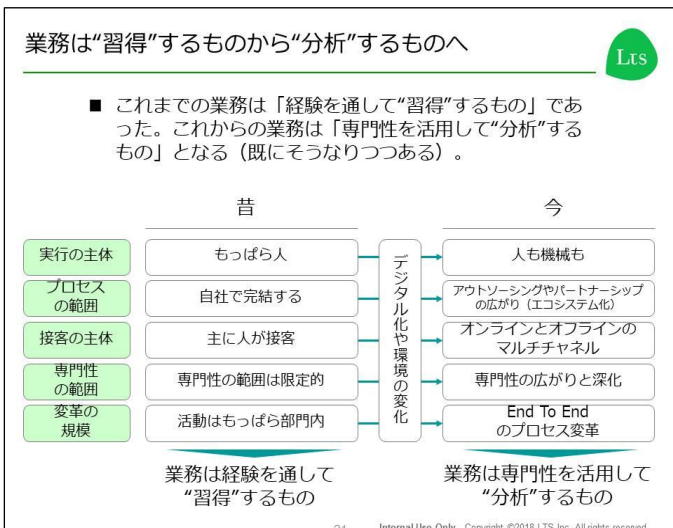 業務は“習得”するものから“分析”するものへ
LTS
■ これまでの業務は「経験を通して“習得”するもの」であ
った。これからの業務は「専門性を活用して“分析”する
もの」となる（既にそうなりつつある）。
昔
今
実行の主体
もっぱら人
人も機械も
プロセス
の範囲
自社で完結する
アウトソーシングやパートナーシップ
の広がり（エコシステム化）
接客の主体
主に人が接客
オンラインとオフラインの
マルチチャネル
専門性
の範囲
専門性の範囲は限定的
専門性の広がりと深化
変革の
規模
活動はもっぱら部門内
End To End
のプロセス変革
デジタル化や環境の変化
業務は経験を通して
“習得”するもの
業務は専門性を活用して
“分析”するもの
Internal Use Only Copyright ©2018 LTS Inc. All rights reserved